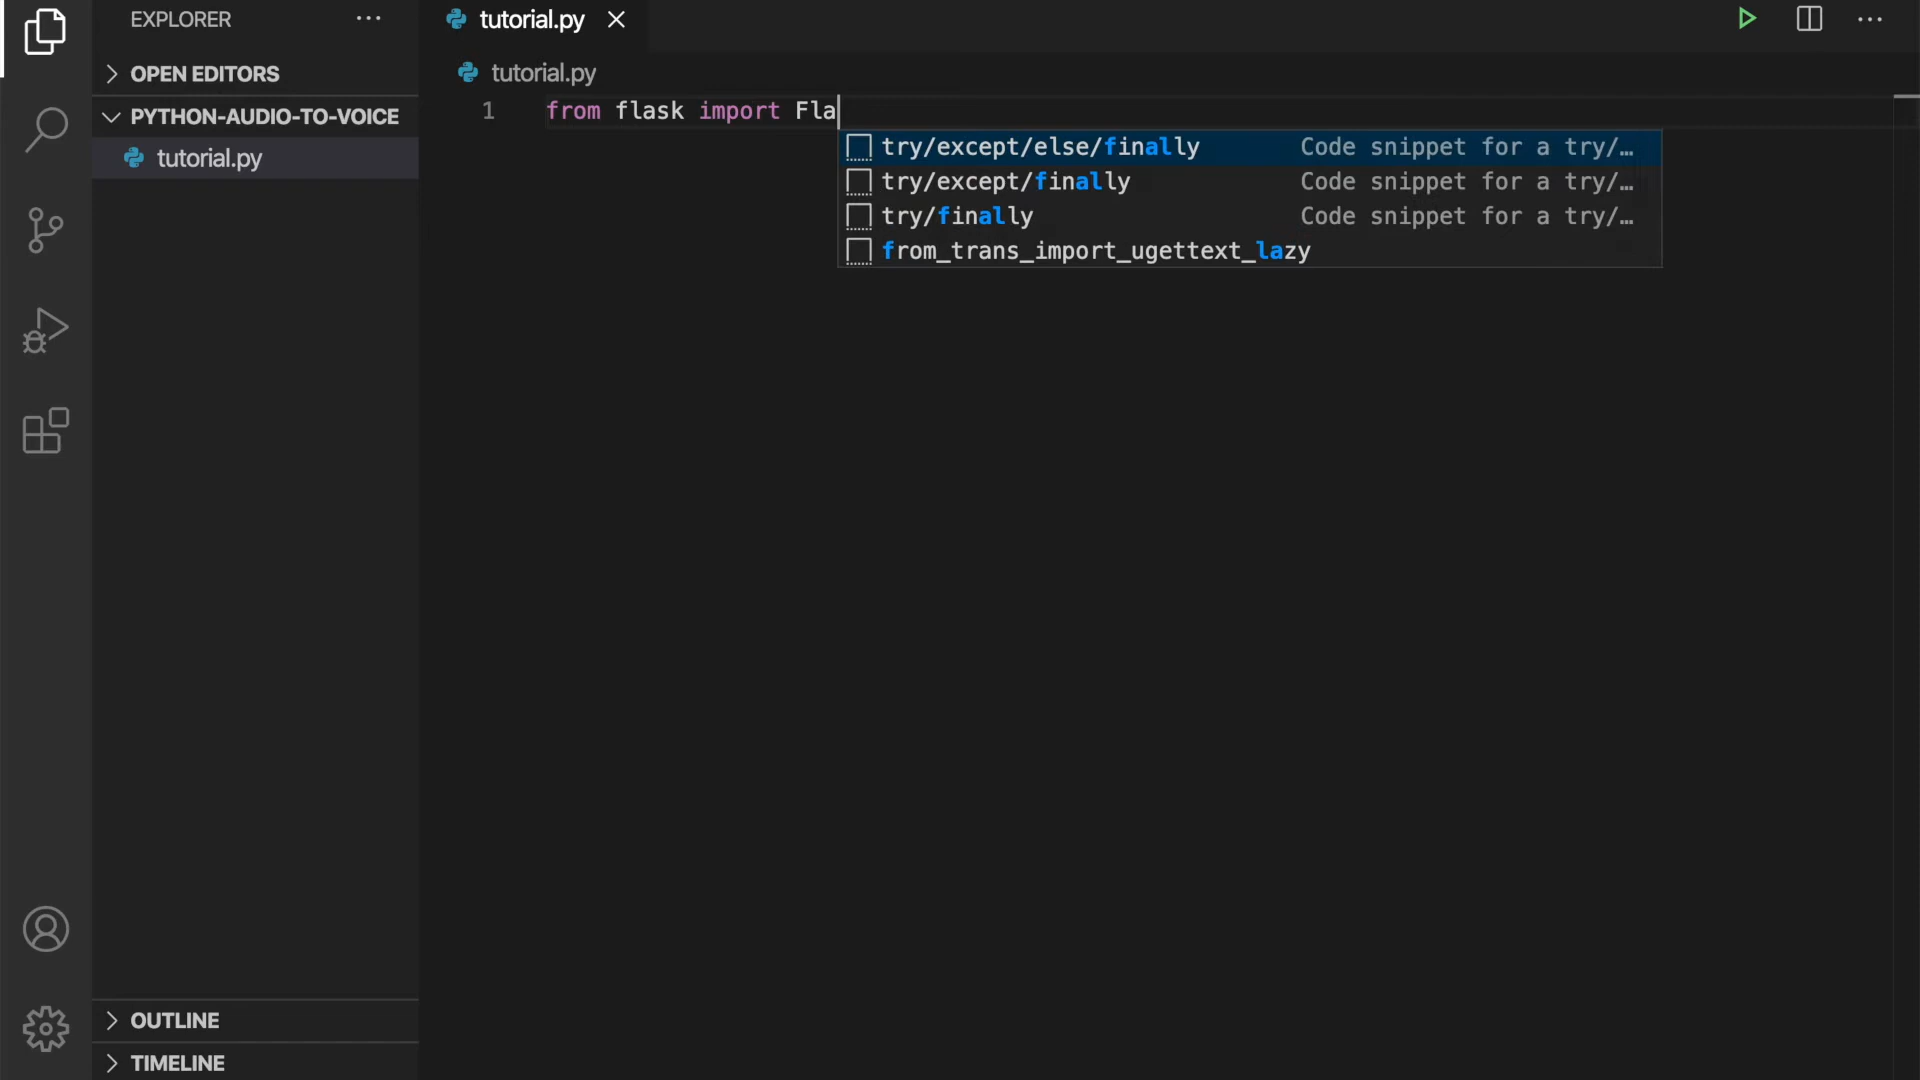 EXPLORER
tutorial.py
OPEN EDITORS
PYTHON-AUDIO-TO-VOICE
tutorial.py
tutorial.py
1 from flask import Fla
try/except/else/finally Code snippet for a try/…
try/except/finally Code snippet for a try/…
try/finally Code snippet for a try/…
from_trans_import_ugettext_lazy
OUTLINE
TIMELINE